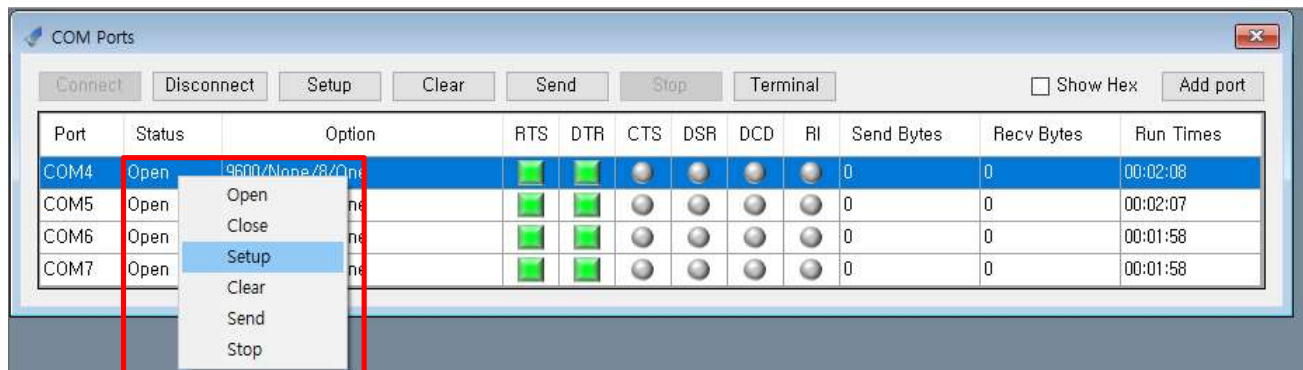 COM Ports
Connect Disconnect Setup Clear Send Stop Terminal Show Hex Add port
Port Status Option RTS DTR CTS DSR DCD RI Send Bytes Recv Bytes Run Times
COM4 Open 9600/None/8/One 0 0 00:02:08
COM5 Open ne 0 0 00:02:07
COM6 Open ne 0 0 00:01:58
COM7 Open ne 0 0 00:01:58
Open
Close
Setup
Clear
Send
Stop